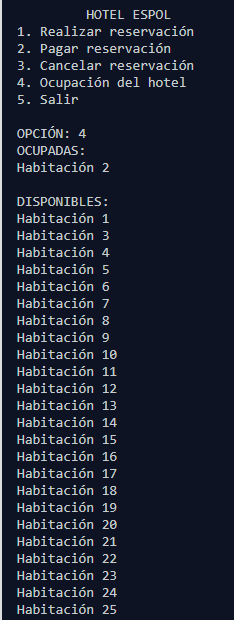 HOTEL ESPOL
1. Realizar reservación
2. Pagar reservación
3. Cancelar reservación
4. Ocupación del hotel
5. Salir
OPCIÓN: 4
OCUPADAS:
Habitación 2
DISPONIBLES:
Habitación 1
Habitación 3
Habitación 4
Habitación 5
Habitación 6
Habitación 7
Habitación 8
Habitación 9
Habitación 10
Habitación 11
Habitación 12
Habitación 13
Habitación 14
Habitación 15
Habitación 16
Habitación 17
Habitación 18
Habitación 19
Habitación 20
Habitación 21
Habitación 22
Habitación 23
Habitación 24
Habitación 25